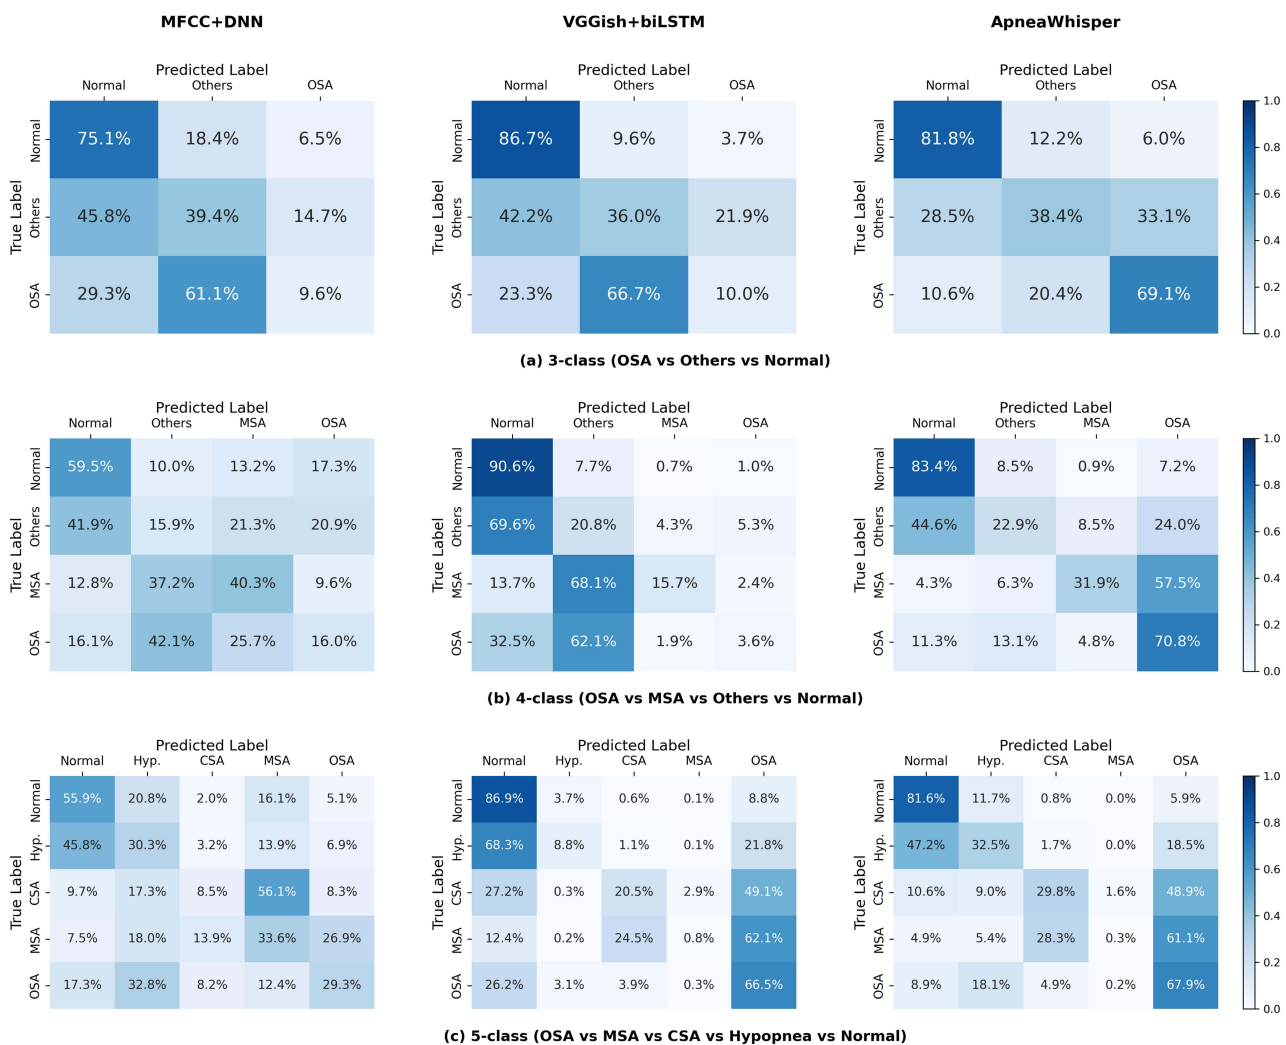 MFCC+DNN VGGish+biLSTM ApneaWhisper
Predicted Label Predicted Label Predicted Label
Normal Others OSA Normal Others OSA Normal Others OSA
True Label True Label True Label
Normal 75.1% 18.4% 6.5% Normal 86.7% 9.6% 3.7% Normal 81.8% 12.2% 6.0%
Others 45.8% 39.4% 14.7% Others 42.2% 36.0% 21.9% Others 28.5% 38.4% 33.1%
OSA 29.3% 61.1% 9.6% OSA 23.3% 66.7% 10.0% OSA 10.6% 20.4% 69.1%
1.0
0.8
0.6
0.4
0.2
0.0
(a) 3-class (OSA vs Others vs Normal)
Predicted Label Predicted Label Predicted Label
Normal Others MSA OSA Normal Others MSA OSA Normal Others MSA OSA
True Label True Label True Label
Normal 59.5% 10.0% 13.2% 17.3% Normal 90.6% 7.7% 0.7% 1.0% Normal 83.4% 8.5% 0.9% 7.2%
Others 41.9% 15.9% 21.3% 20.9% Others 69.6% 20.8% 4.3% 5.3% Others 44.6% 22.9% 8.5% 24.0%
MSA 12.8% 37.2% 40.3% 9.6% MSA 13.7% 68.1% 15.7% 2.4% MSA 4.3% 6.3% 31.9% 57.5%
OSA 16.1% 42.1% 25.7% 16.0% OSA 32.5% 62.1% 1.9% 3.6% OSA 11.3% 13.1% 4.8% 70.8%
1.0
0.8
0.6
0.4
0.2
0.0
(b) 4-class (OSA vs MSA vs Others vs Normal)
Predicted Label Predicted Label Predicted Label
Normal Hyp. CSA MSA OSA Normal Hyp. CSA MSA OSA Normal Hyp. CSA MSA OSA
True Label True Label True Label
Normal 55.9% 20.8% 2.0% 16.1% 5.1% Normal 86.9% 3.7% 0.6% 0.1% 8.8% Normal 81.6% 11.7% 0.8% 0.0% 5.9%
Hyp. 45.8% 30.3% 3.2% 13.9% 6.9% Hyp. 68.3% 8.8% 1.1% 0.1% 21.8% Hyp. 47.2% 32.5% 1.7% 0.0% 18.5%
CSA 9.7% 17.3% 8.5% 56.1% 8.3% CSA 27.2% 0.3% 20.5% 2.9% 49.1% CSA 10.6% 9.0% 29.8% 1.6% 48.9%
MSA 7.5% 18.0% 13.9% 33.6% 26.9% MSA 12.4% 0.2% 24.5% 0.8% 62.1% MSA 4.9% 5.4% 28.3% 0.3% 61.1%
OSA 17.3% 32.8% 8.2% 12.4% 29.3% OSA 26.2% 3.1% 3.9% 0.3% 66.5% OSA 8.9% 18.1% 4.9% 0.2% 67.9%
1.0
0.8
0.6
0.4
0.2
0.0
(c) 5-class (OSA vs MSA vs CSA vs Hypopnea vs Normal)